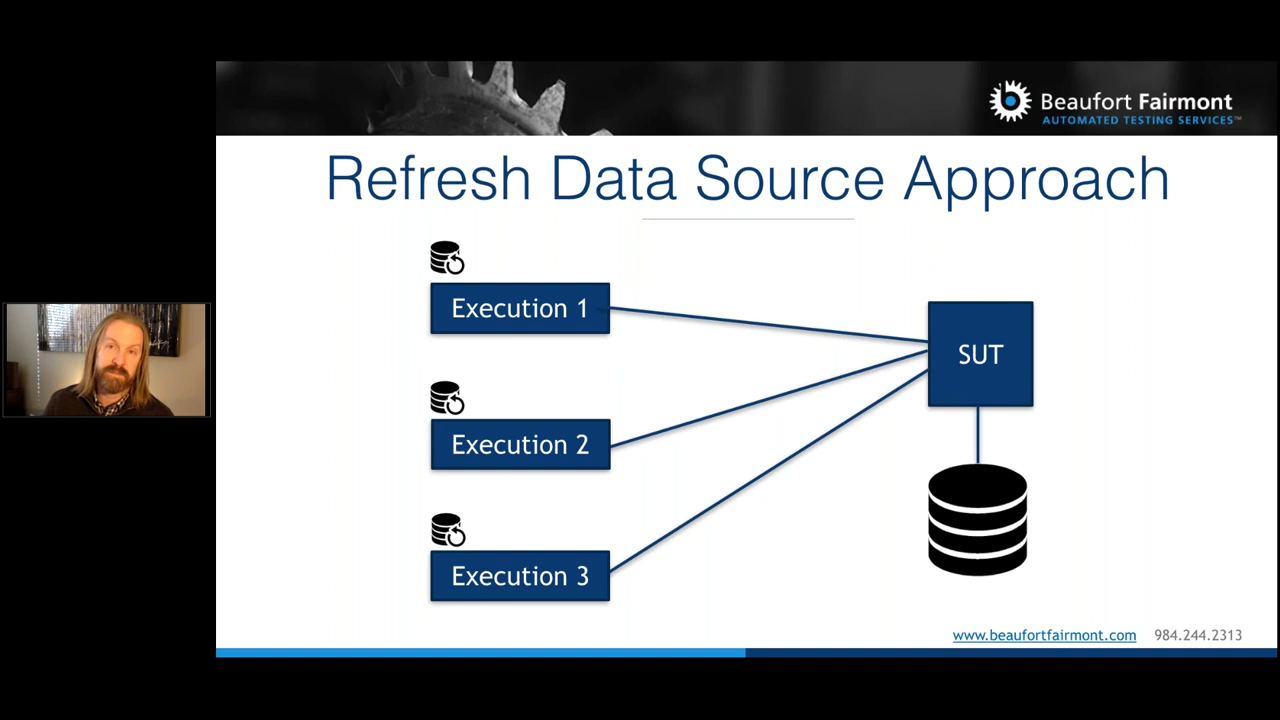 Beaufort Fairmont
AUTOMATED TESTING SERVICES™
Refresh Data Source Approach
Execution 1
SUT
Execution 2
Execution 3
www.beaufortfairmont.com 984.244.2313